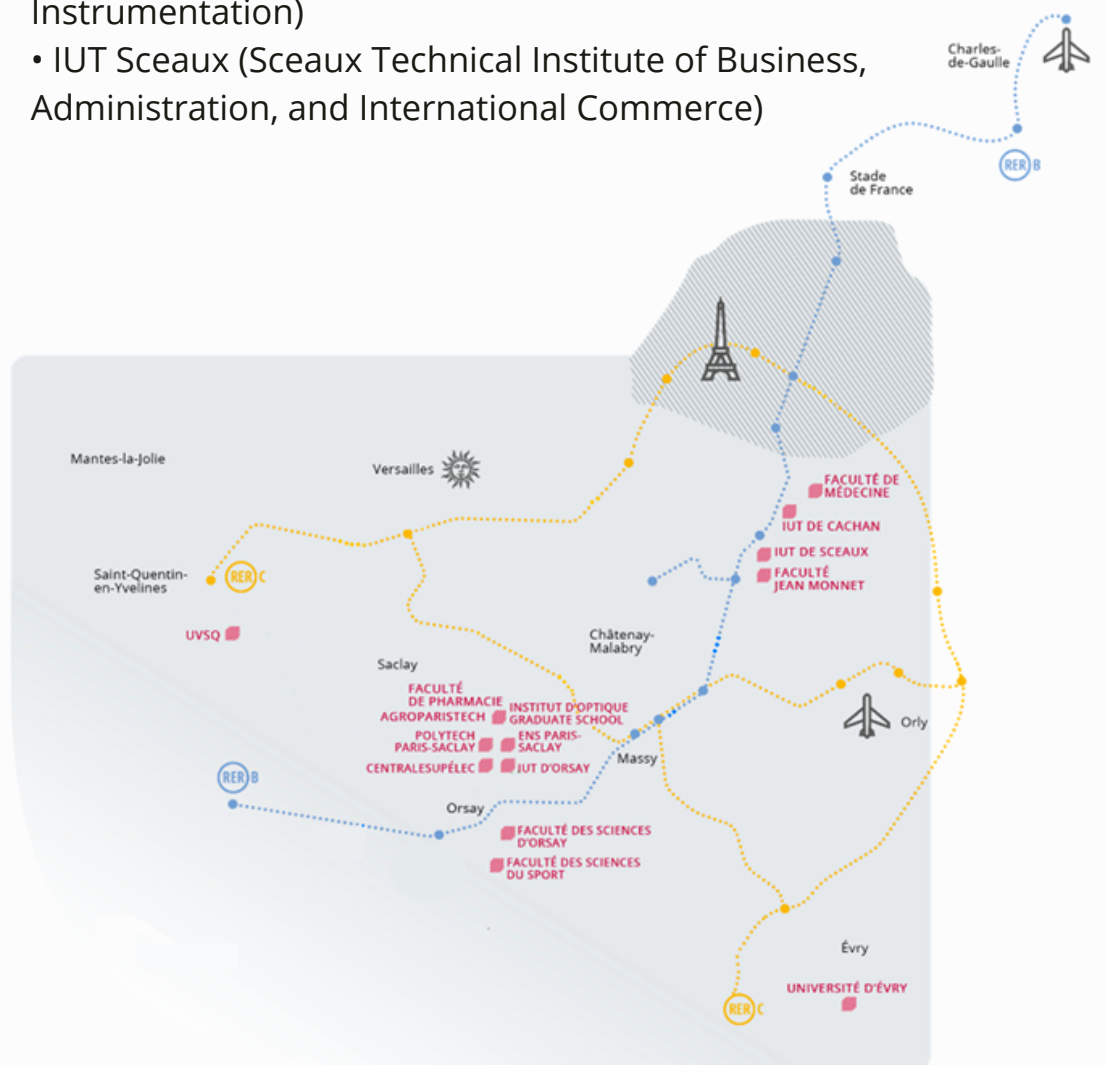 Instrumentation)
• IUT Sceaux (Sceaux Technical Institute of Business,
Administration, and International Commerce)
Charles-
de-Gaulle
RER B
Stade
de France
Mantes-la-Jolie
Versailles
FACULTÉ DE
MÉDECINE
IUT DE CACHAN
IUT DE SCEAUX
FACULTÉ
JEAN MONNET
Saint-Quentin-
en-Yvelines
RER C
UVSQ
Châtenay-
Malabry
Saclay
FACULTÉ
DE PHARMACIE
AGROPARISTECH
INSTITUT D'OPTIQUE
GRADUATE SCHOOL
POLYTECH
PARIS-SACLAY
ENS PARIS-
SACLAY
CENTRALESUPÉLEC
IUT D'ORSAY
Orly
Massy
RER B
Orsay
FACULTÉ DES SCIENCES
D'ORSAY
FACULTÉ DES SCIENCES
DU SPORT
Évry
UNIVERSITÉ D'ÉVRY
RER C